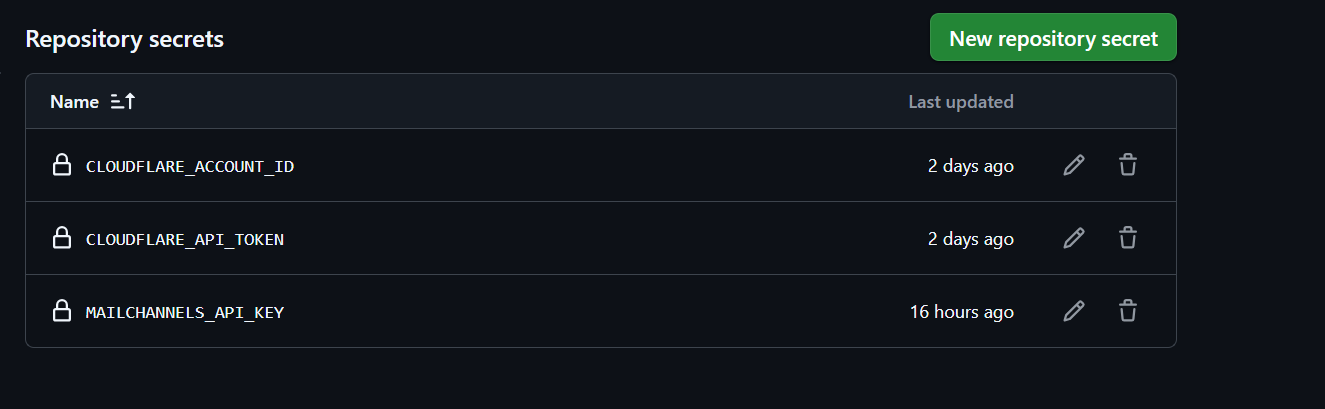 Repository secrets
New repository secret
Name
Last updated
CLOUDFLARE_ACCOUNT_ID
2 days ago
CLOUDFLARE_API_TOKEN
2 days ago
MAILCHANNELS_API_KEY
16 hours ago